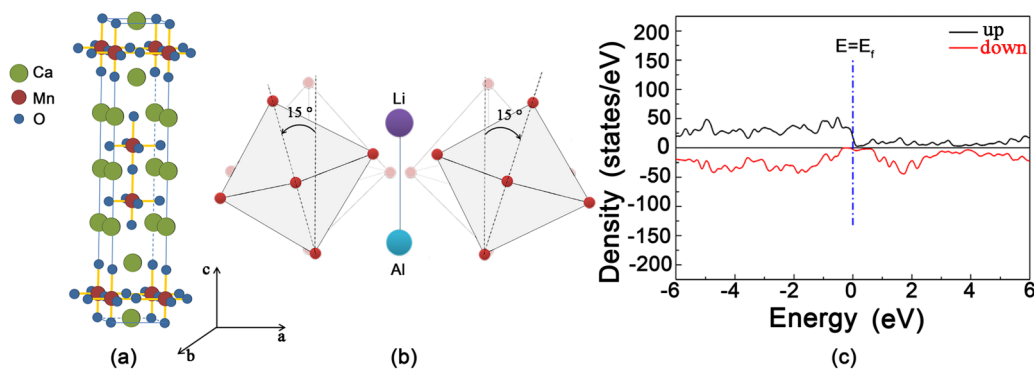 Ca
Mn
O
(a)
c
a
b
15 °
15 °
Li
Al
(b)
up
down
E=Ef
Density (states/eV)
200
150
100
50
0
-50
-100
-150
-200
-6 -4 -2 0 2 4 6
Energy (eV)
(c)